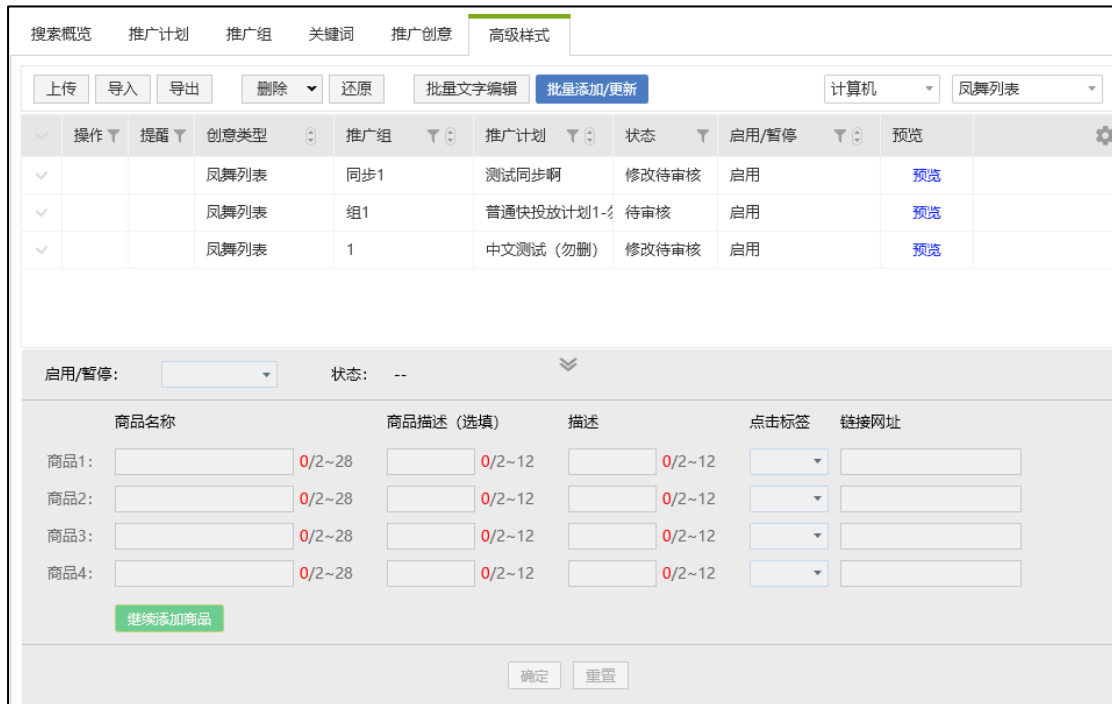 搜索概览 推广计划 推广组 关键词 推广创意 高级样式
上传 导入 导出 删除 还原 批量文字编辑 批量添加/更新 计算机 凤舞列表
操作 提醒 创意类型 推广组 推广计划 状态 启用/暂停 预览
凤舞列表 同步1 测试同步啊 修改待审核 启用 预览
凤舞列表 组1 普通快投放计划1- 待审核 启用 预览
凤舞列表 1 中文测试（勿删） 修改待审核 启用 预览
启用/暂停： 状态： --
商品名称 商品描述（选填） 描述 点击标签 链接网址
商品1： 0/2~28 0/2~12 0/2~12
商品2： 0/2~28 0/2~12 0/2~12
商品3： 0/2~28 0/2~12 0/2~12
商品4： 0/2~28 0/2~12 0/2~12
继续添加商品
确定 重置